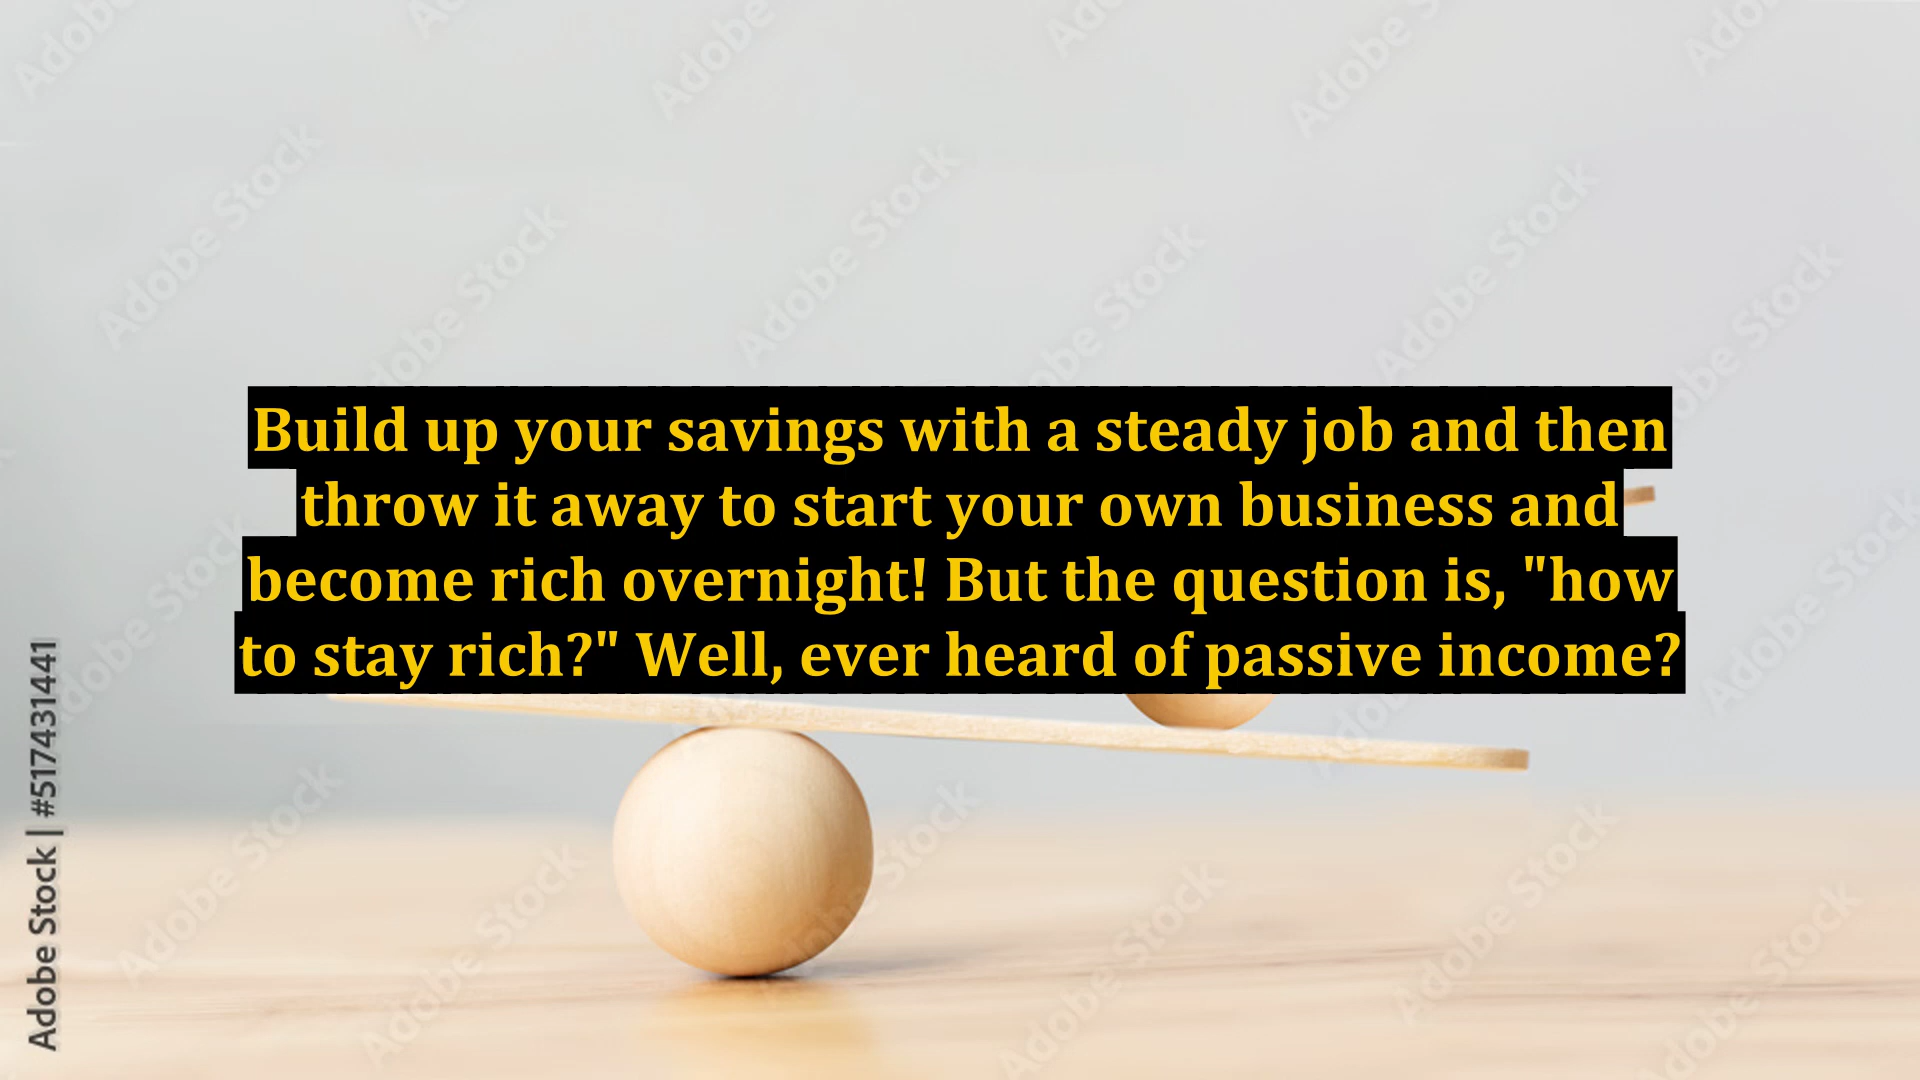 Build up your savings with a steady job and then
throw it away to start your own business and
become rich overnight! But the question is, "how
to stay rich?" Well, ever heard of passive income?
Adobe Stock | #517431441
Adobe Stock